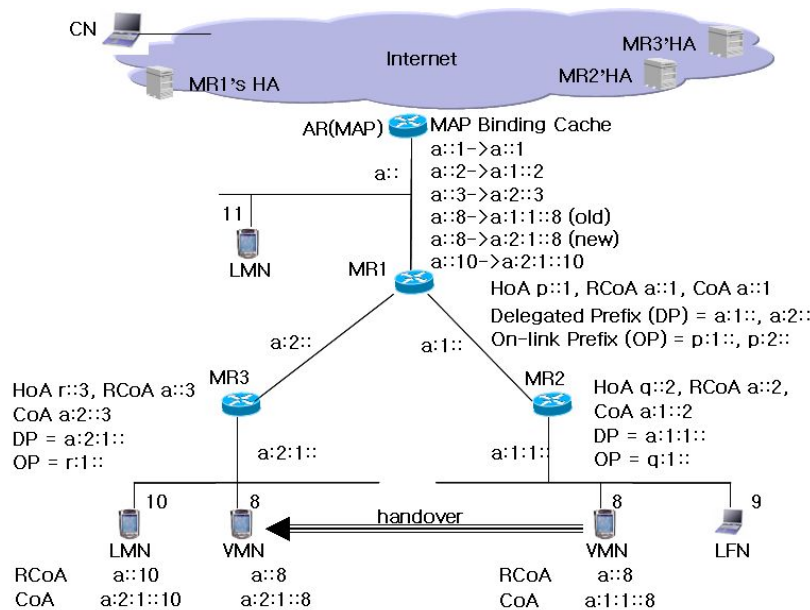 CN
Internet
MR3'HA
MR2'HA
MR1's HA
AR(MAP)
MAP Binding Cache
a::1->a::1
a::
a::2->a:1::2
a::3->a:2::3
a::8->a:1:1::8 (old)
a::8->a:2:1::8 (new)
a::10->a:2:1::10
11
LMN
MR1
HoA p::1, RCoA a::1, CoA a::1
Delegated Prefix (DP) = a:1::, a:2::
On-link Prefix (OP) = p:1::, p:2::
a:2::
a:1::
MR3
MR2
HoA r::3, RCoA a::3
CoA a:2::3
DP = a:2:1::
OP = r:1::
HoA q::2, RCoA a::2,
CoA a:1::2
DP = a:1:1::
OP = q:1::
a:2:1::
a:1:1::
10
8
8
9
handover
LMN
VMN
VMN
LFN
RCoA a::10 a::8 RCoA a::8
CoA a:2:1::10 a:2:1::8 CoA a:1:1::8